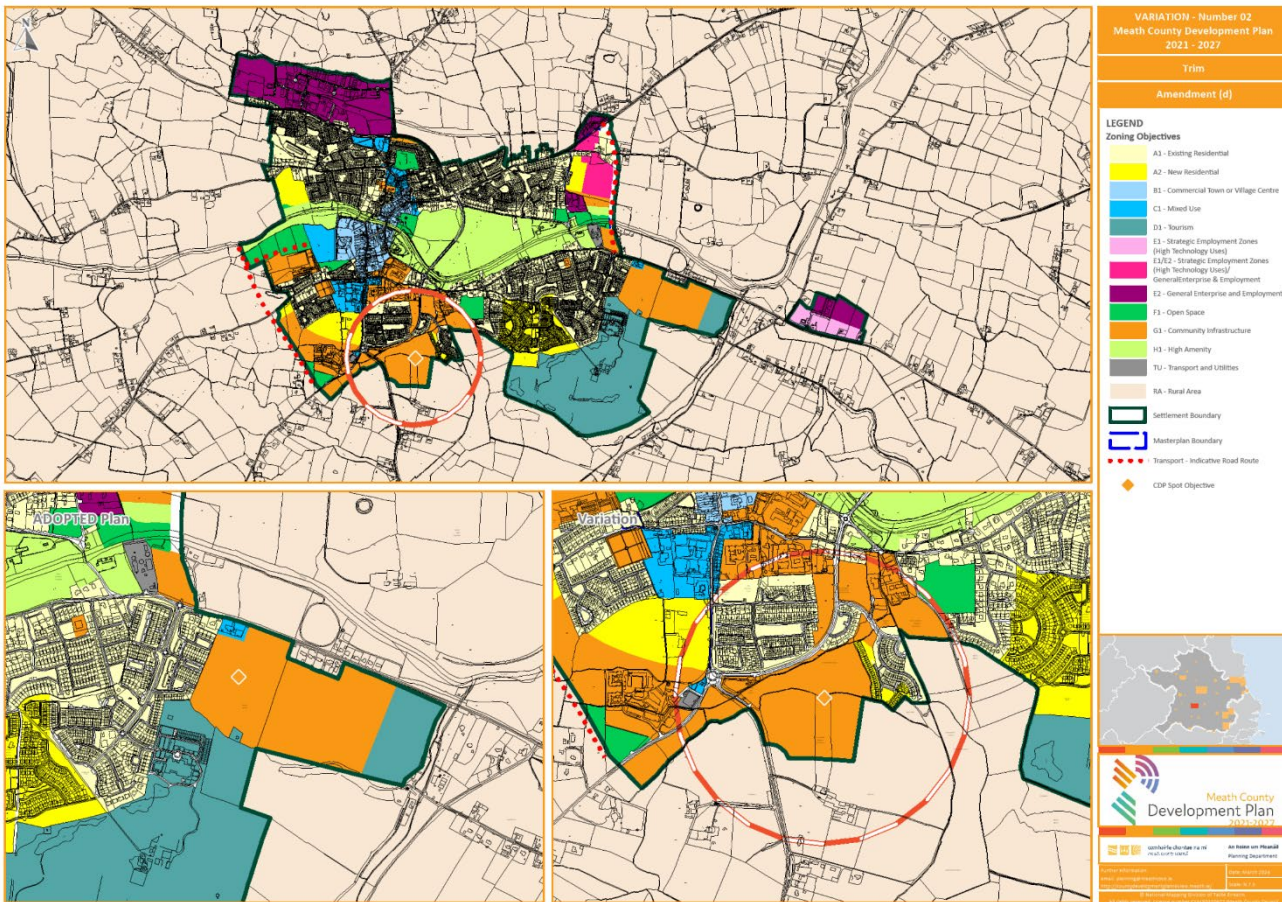 N
VARIATION - Number 02
Meath County Development Plan
2021 - 2027
Trim
Amendment (d)
LEGEND
Zoning Objectives
A1 - Existing Residential
A2 - New Residential
B1 - Commercial Town or Village Centre
C1 - Mixed Use
D1 - Tourism
E1 - Strategic Employment Zones
(High Technology Uses)
E1/E2 - Strategic Employment Zones
(High Technology Uses)/
GeneralEnterprise & Employment
E2 - General Enterprise and Employment
F1 - Open Space
G1 - Community Infrastructure
H1 - High Amenity
TU - Transport and Utilities
RA - Rural Area
Settlement Boundary
Masterplan Boundary
Transport - Indicative Road Route
CDP Spot Objective
ADOPTED Plan
Variation
Meath County
Development Plan
2021-2027
Planning Department